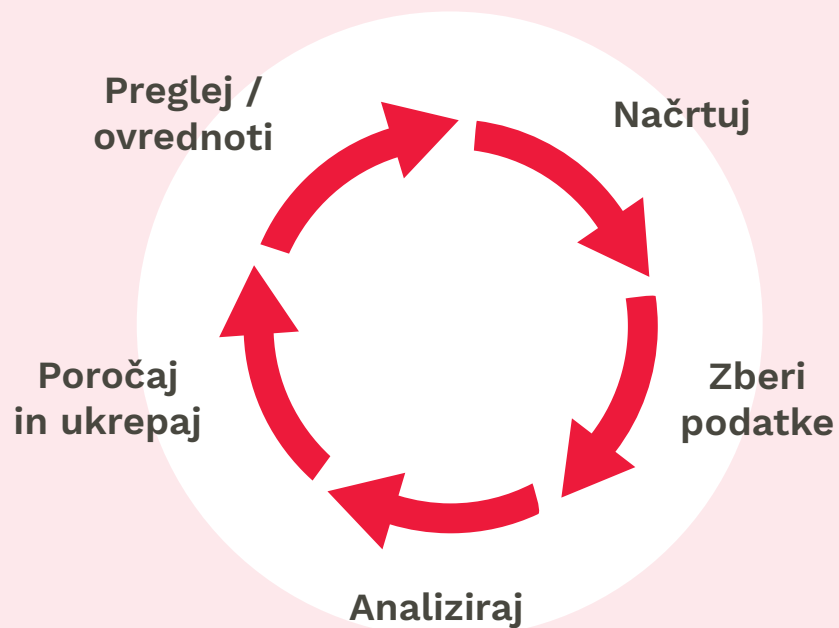 Preglej /
ovrednoti
Načrtuj
Zberi
podatke
Analiziraj
Poročaj
in ukrepaj